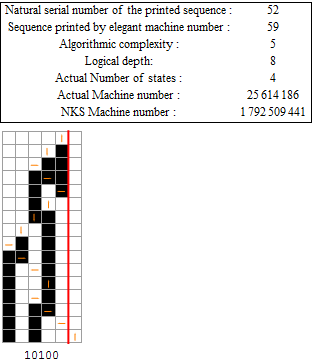 Natural serial number of the printed sequence : 52
Sequence printed by elegant machine number : 59
Algorithmic complexity : 5
Logical depth: 8
Actual Number of states : 4
Actual Machine number : 25 614 186
NKS Machine number : 1 792 509 441
10100